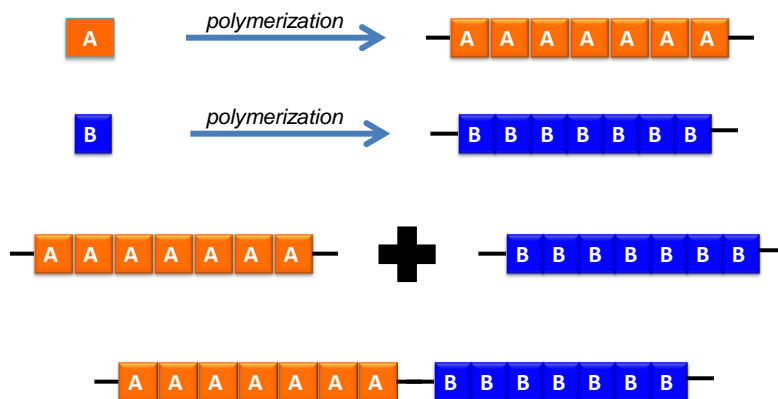 A polymerization A A A A A A A
B polymerization B B B B B B B
A A A A A A A B B B B B B B
A A A A A A A B B B B B B B